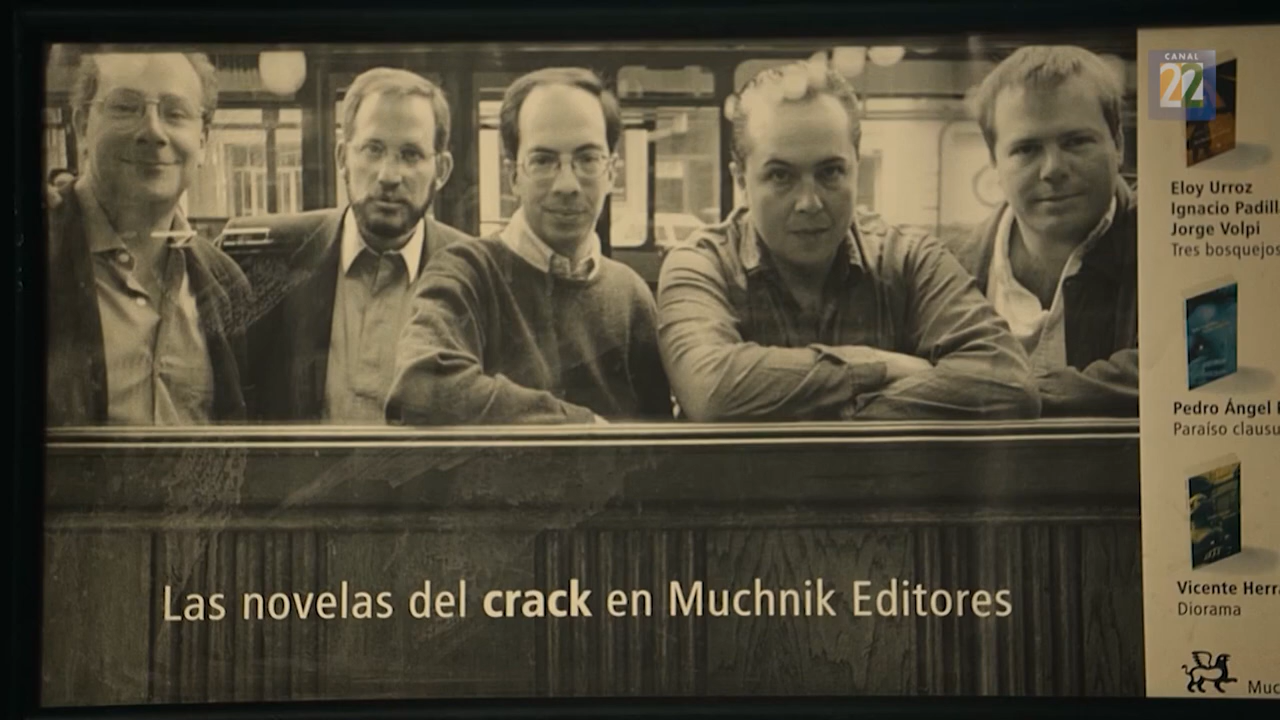 CANAL
22
Eloy Urroz
Ignacio Padill
Jorge Volpi
Tres bosquejos
Pedro Ángel
Paraíso clausu
Vicente Herr
Diorama
Muc
Las novelas del crack en Muchnik Editores